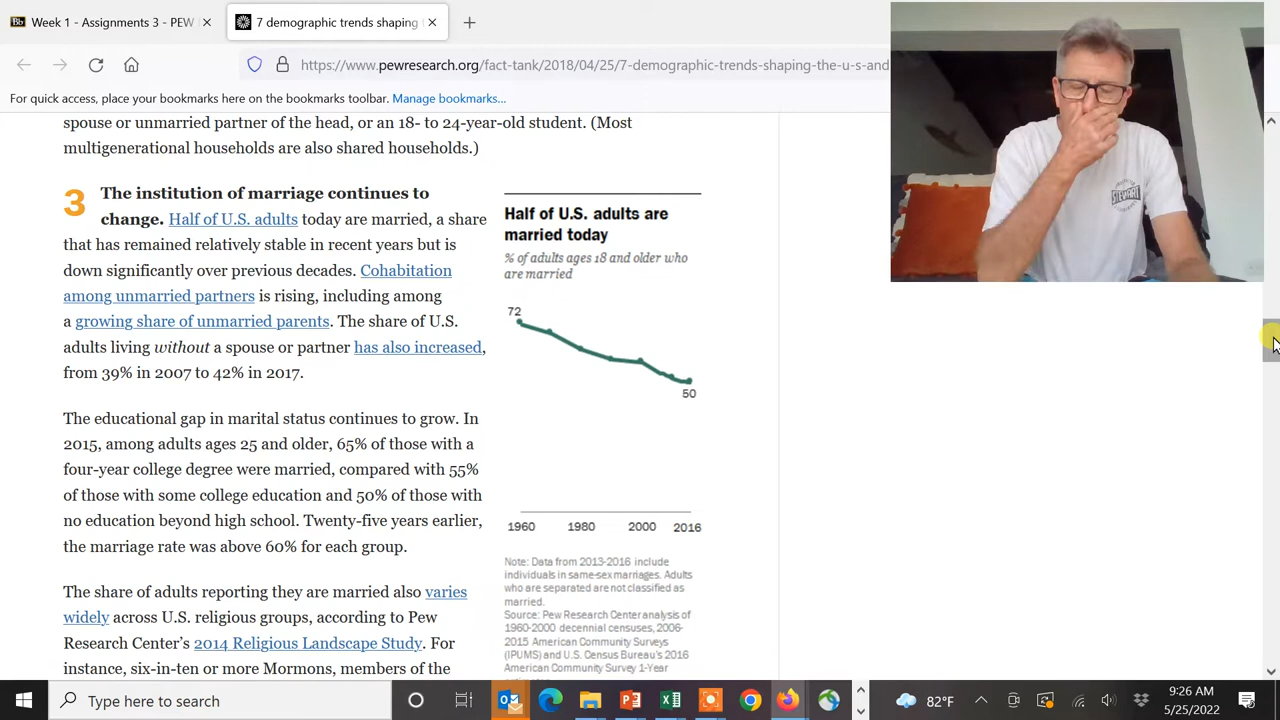 Week 1 - Assignments 3 - PEW
7 demographic trends shaping
https://www.pewresearch.org/fact-tank/2018/04/25/7-demographic-trends-shaping-the-u-s-and
For quick access, place your bookmarks here on the bookmarks toolbar. Manage bookmarks...
spouse or unmarried partner of the head, or an 18- to 24-year-old student. (Most
multigenerational households are also shared households.)
3 The institution of marriage continues to
change. Half of U.S. adults today are married, a share
that has remained relatively stable in recent years but is
down significantly over previous decades. Cohabitation
among unmarried partners is rising, including among
a growing share of unmarried parents. The share of U.S.
adults living without a spouse or partner has also increased,
from 39% in 2007 to 42% in 2017.
The educational gap in marital status continues to grow. In
2015, among adults ages 25 and older, 65% of those with a
four-year college degree were married, compared with 55%
of those with some college education and 50% of those with
no education beyond high school. Twenty-five years earlier,
the marriage rate was above 60% for each group.
The share of adults reporting they are married also varies
widely across U.S. religious groups, according to Pew
Research Center's 2014 Religious Landscape Study. For
instance, six-in-ten or more Mormons, members of the
Half of U.S. adults are
married today
% of adults ages 18 and older who
are married
72
50
1960 1980 2000 2016
Note: Data from 2013-2016 include
individuals in same-sex marriages. Adults
who are separated are not classified as
married.
Source: Pew Research Center analysis of
1960-2000 decennial censuses, 2006-
2015 American Community Surveys
(IPUMS) and U.S. Census Bureau's 2016
American Community Survey 1-Year
STEWART
Type here to search
82°F
9:26 AM
5/25/2022